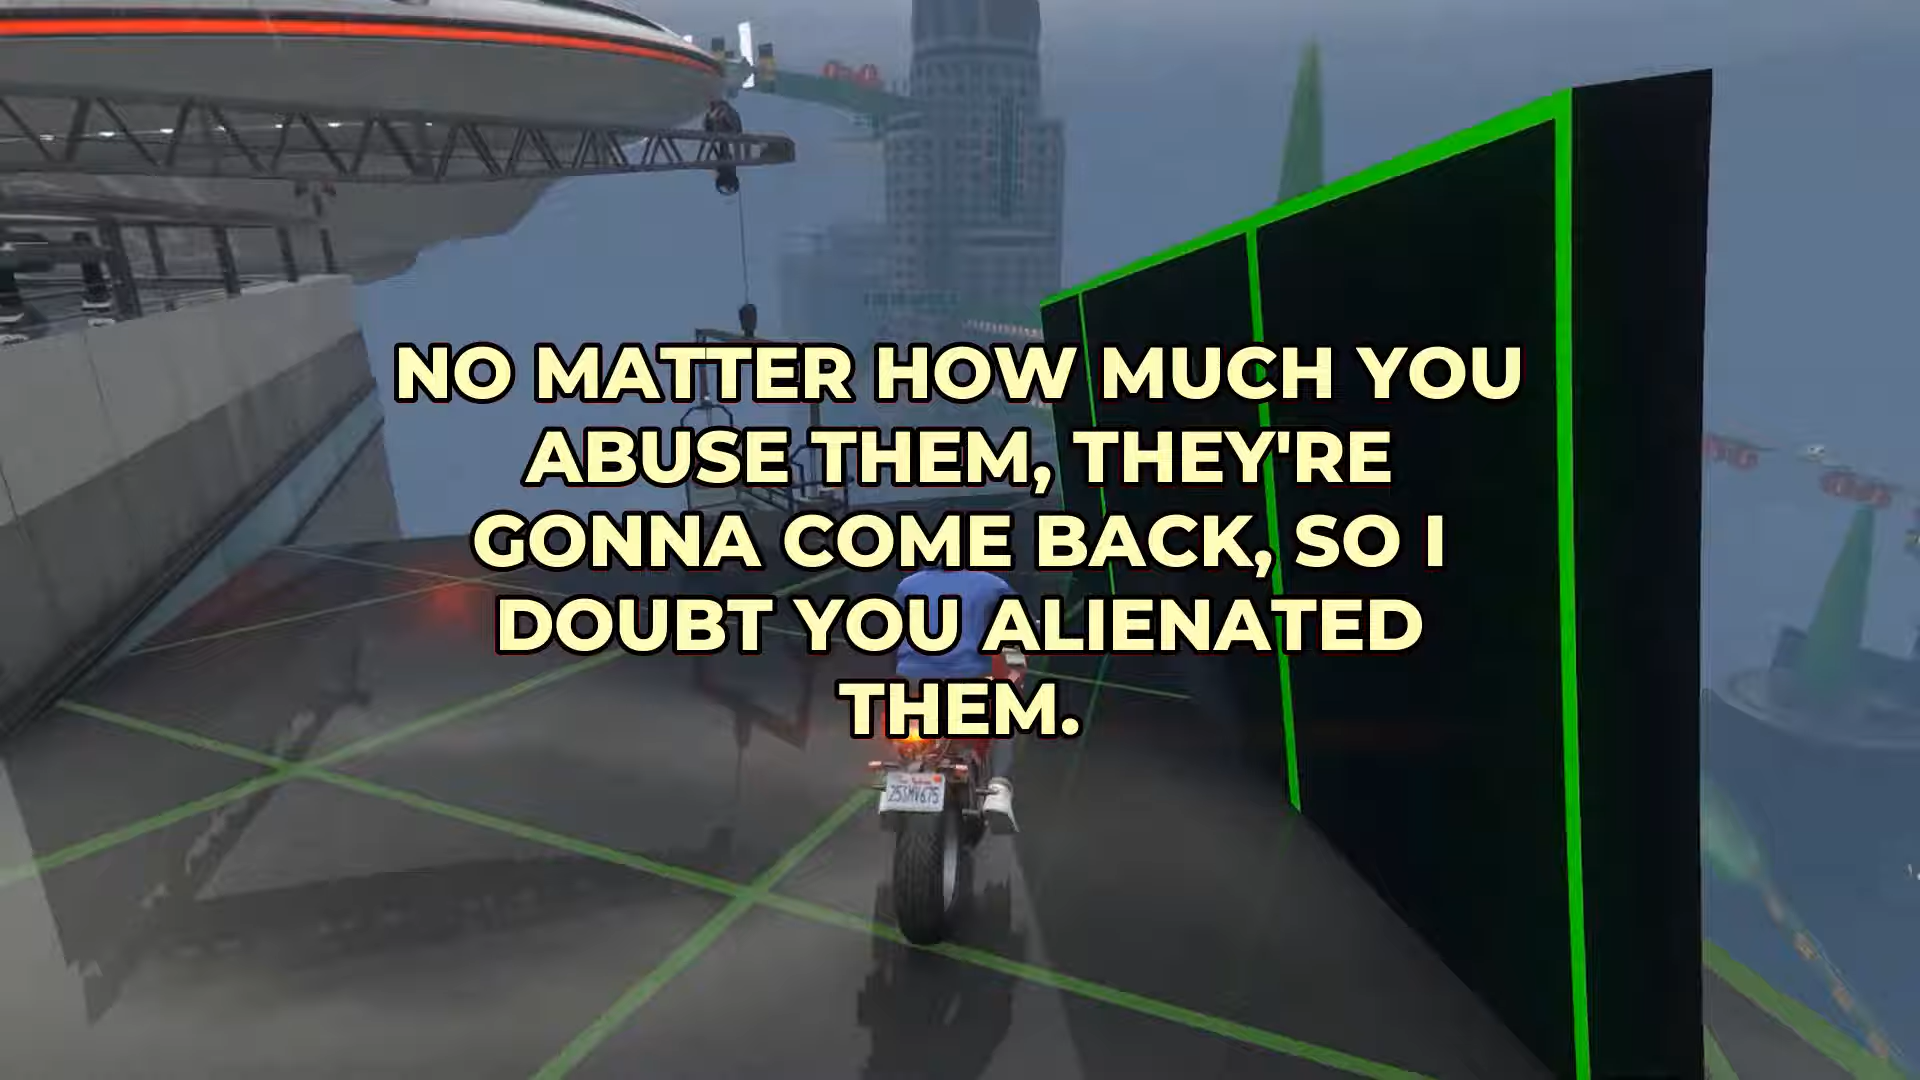 NO MATTER HOW MUCH YOU
ABUSE THEM, THEY'RE
GONNA COME BACK, SO I
DOUBT YOU ALIENATED
THEM.